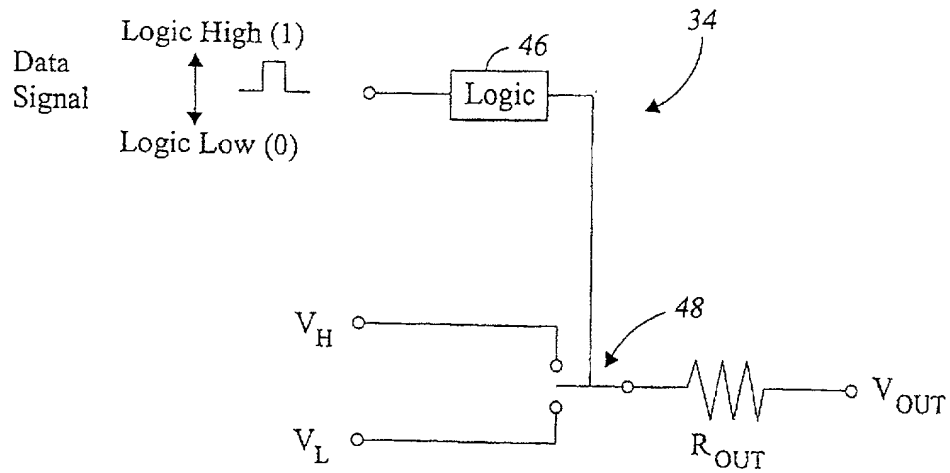 Logic High (1)
Data
Signal
Logic Low (0)
46
Logic
34
V_H
48
V_L
R_OUT
V_OUT